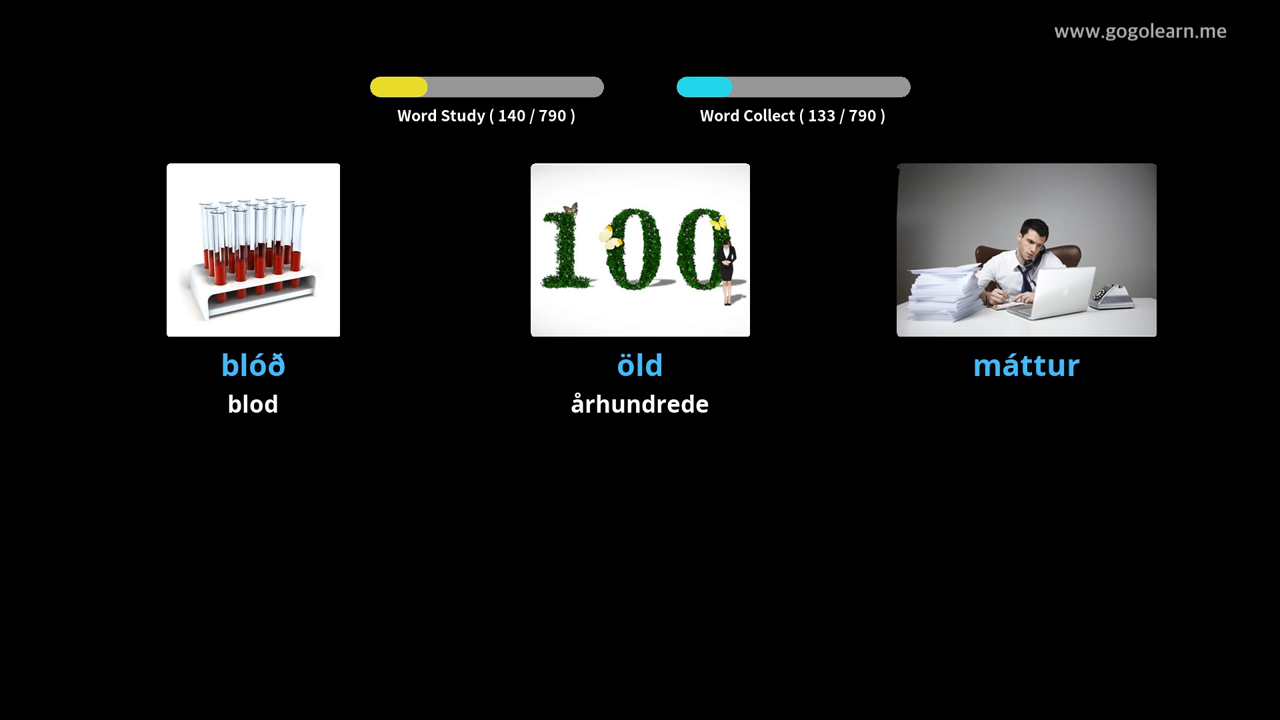 www.gogolearn.me
Word Study ( 140 / 790 )
Word Collect ( 133 / 790 )
100
blóð
öld
máttur
blod
århundrede